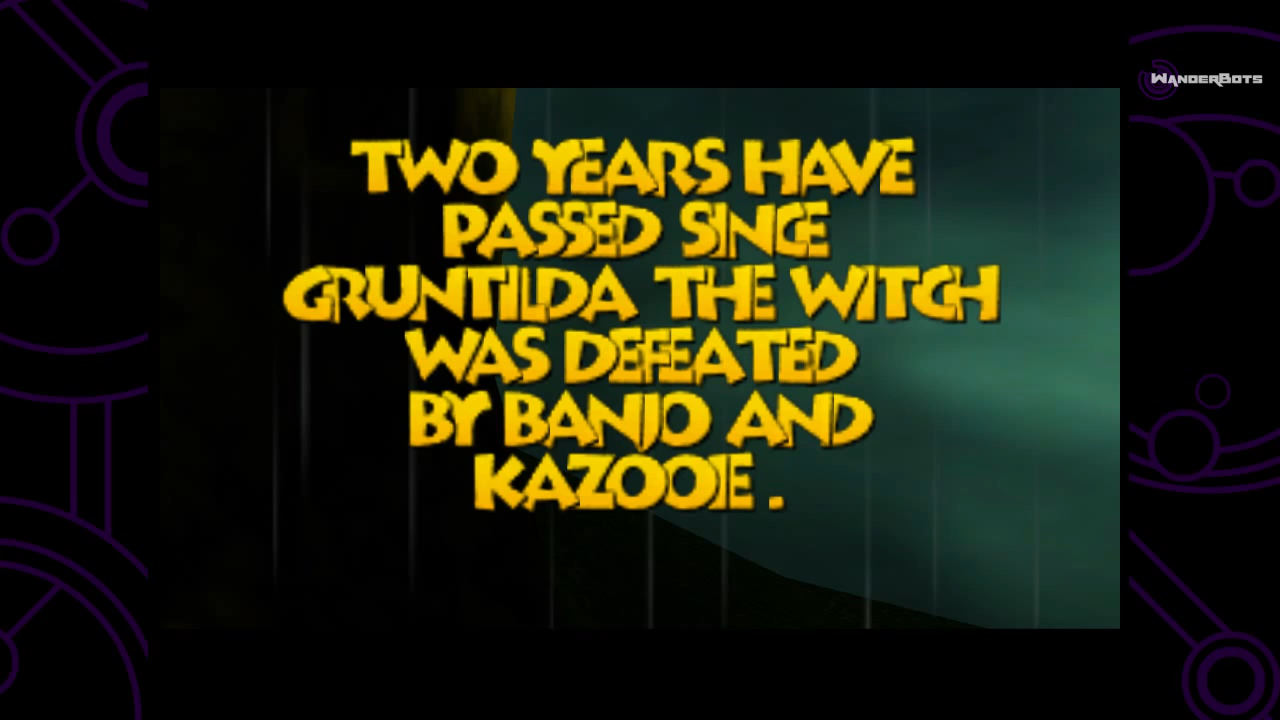 WANDERBOTS
TWO YEARS HAVE
PASSED SINCE
GRUNTILDA THE WITCH
WAS DEFEATED
BY BANJO AND
KAZOOIE .